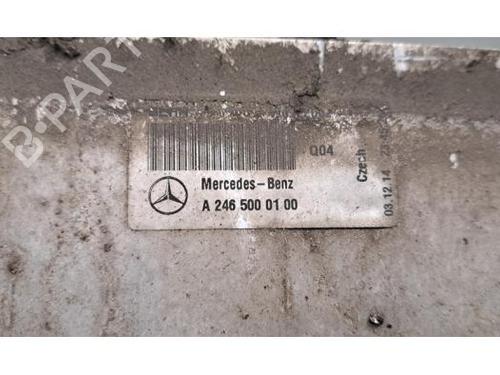 B-PARTS
Q04
Mercedes-Benz
A 246 500 01 00
Czech
03.12.14